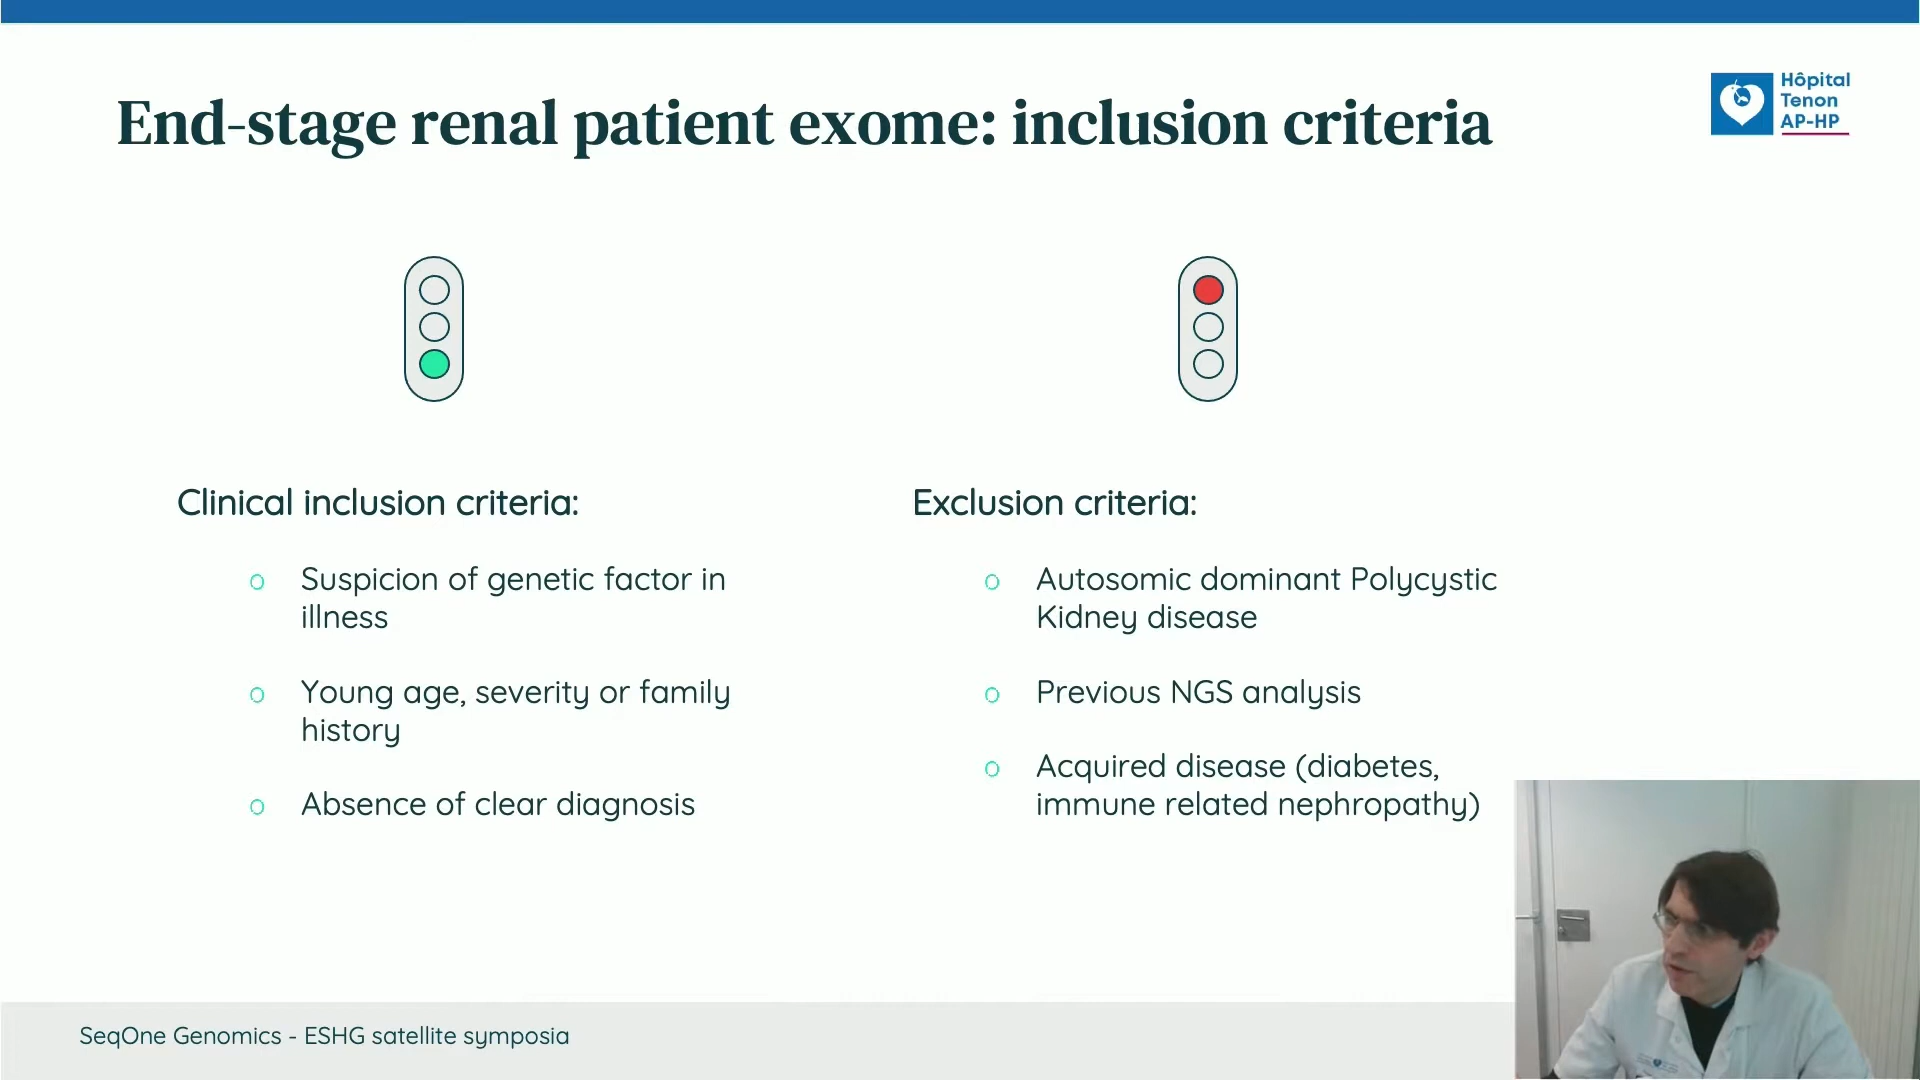 End-stage renal patient exome: inclusion criteria
Hôpital
Tenon
AP-HP
Clinical inclusion criteria:
o Suspicion of genetic factor in
illness
o Young age, severity or family
history
o Absence of clear diagnosis
Exclusion criteria:
o Autosomic dominant Polycystic
Kidney disease
o Previous NGS analysis
o Acquired disease (diabetes,
immune related nephropathy)
SeqOne Genomics - ESHG satellite symposia